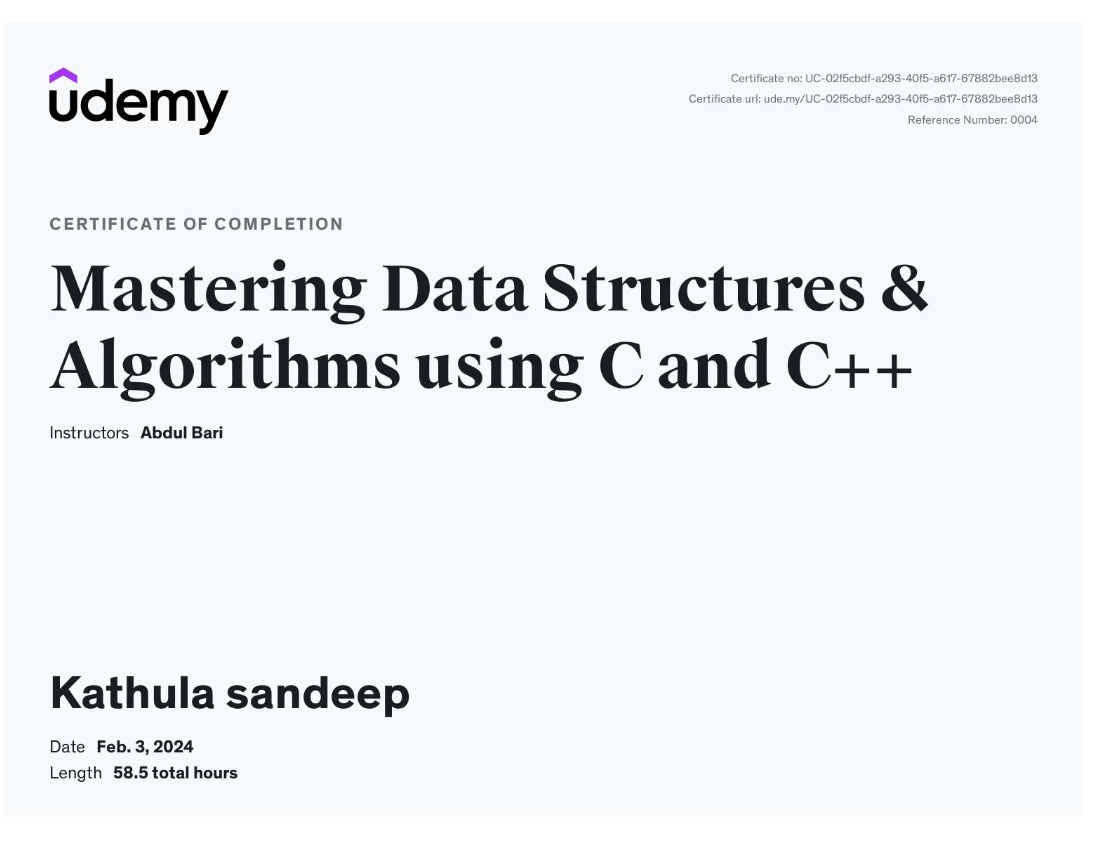 udemy
Certificate no: UC-02f5cbdf-a293-40f5-a617-67882bee8d13
Certificate url: ude.my/UC-02f5cbdf-a293-40f5-a617-67882bee8d13
Reference Number: 0004
CERTIFICATE OF COMPLETION
Mastering Data Structures &
Algorithms using C and C++
Instructors Abdul Bari
Kathula sandeep
Date Feb. 3, 2024
Length 58.5 total hours